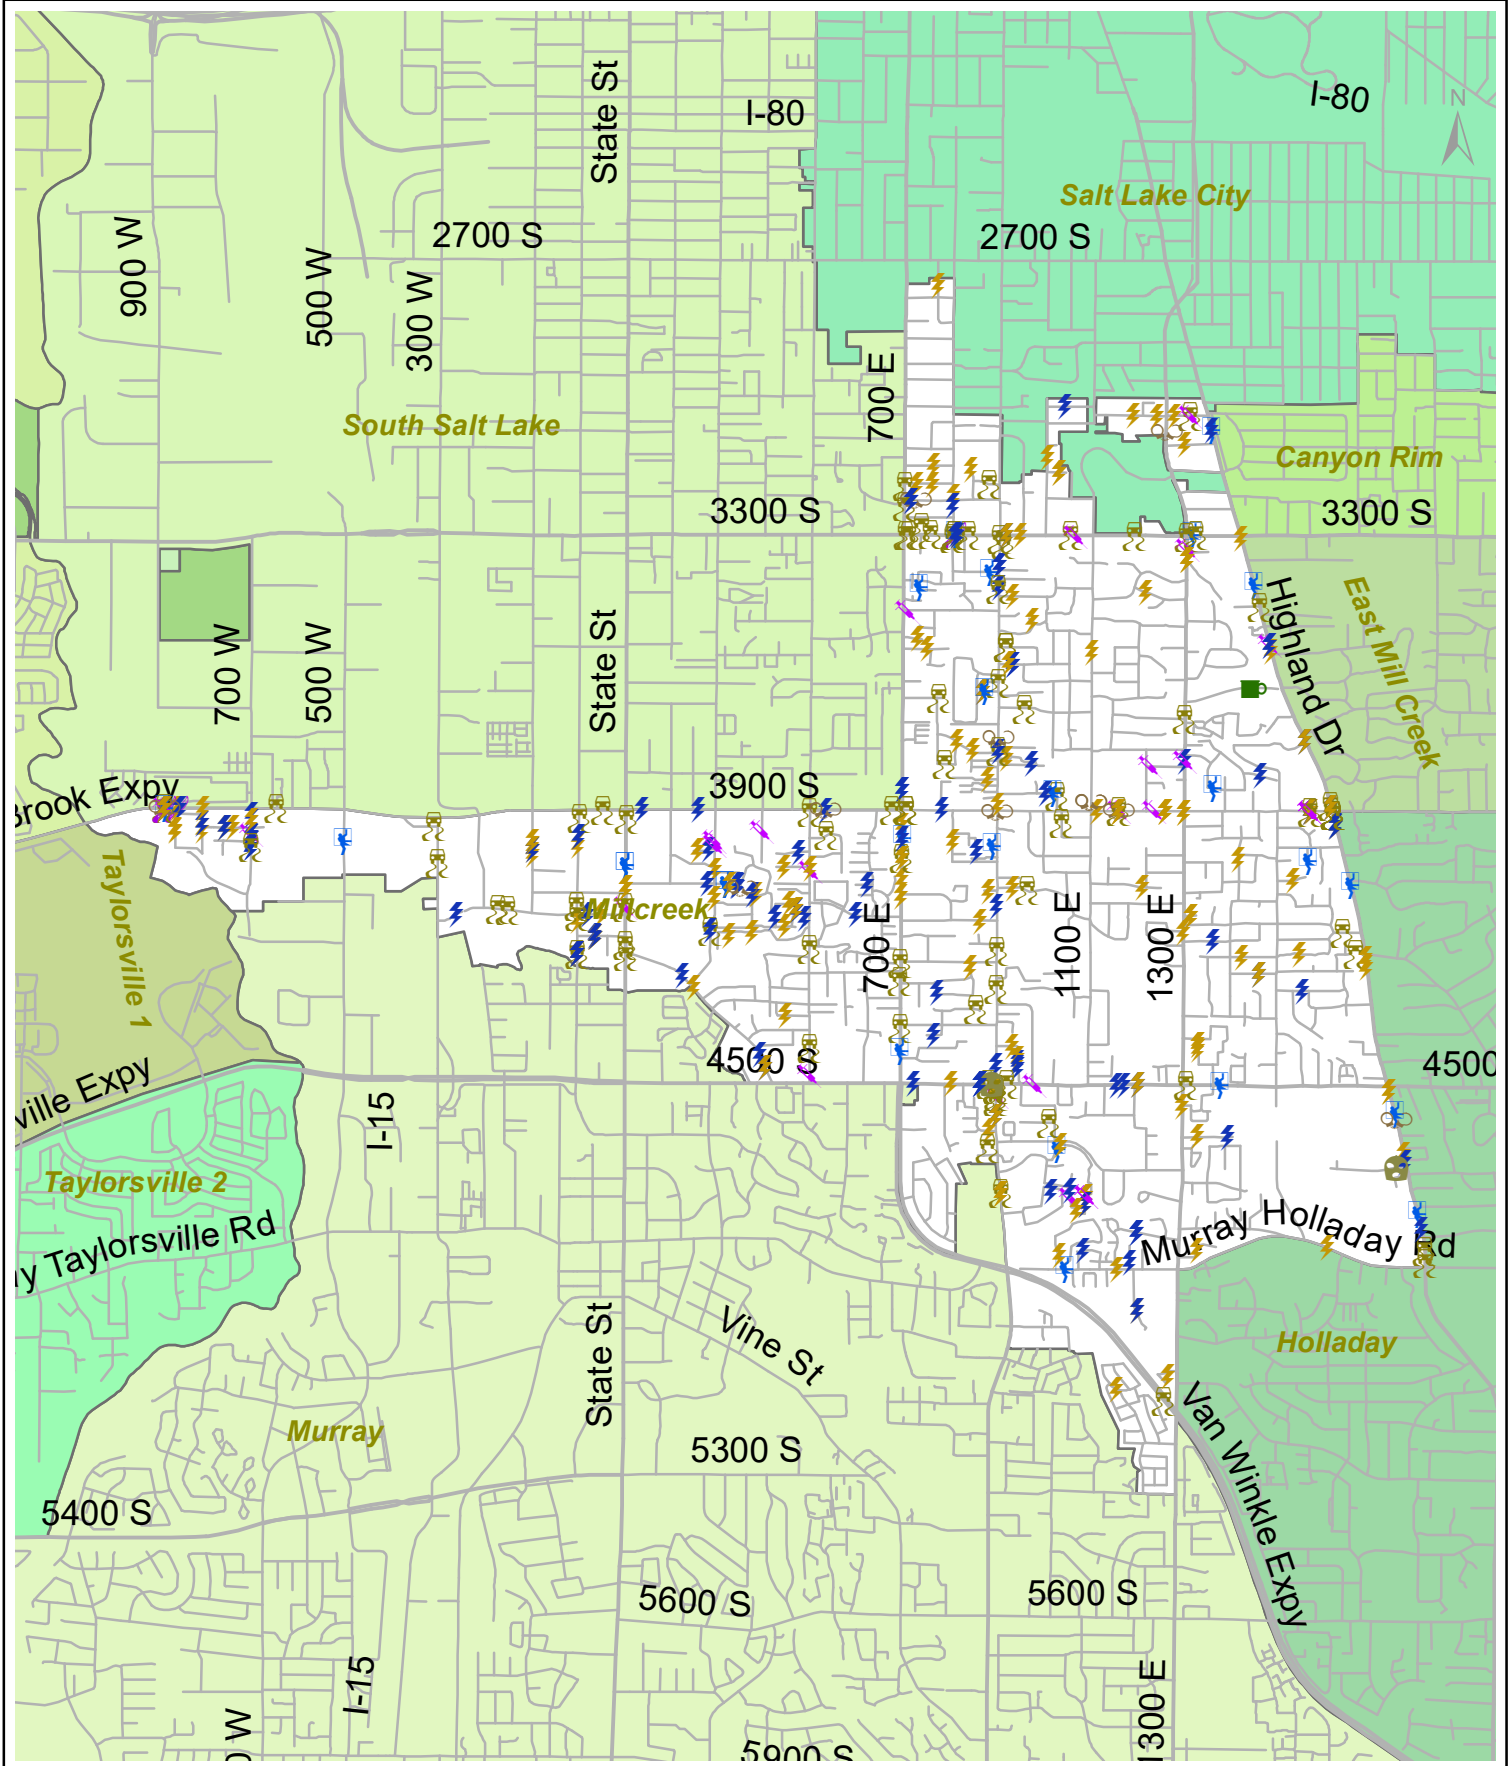 State St
I-80
I-80
N
Salt Lake City
900 W
2700 S
2700 S
500 W
300 W
700 E
South Salt Lake
Canyon Rim
3300 S
3300 S
East Mill Creek
Highland Dr
700 W
500 W
State St
3900 S
Brook Expy
Taylorsville 1
Millcreek
700 E
1100 E
1300 E
4500 S
4500
ville Expy
I-15
Taylorsville 2
y Taylorsville Rd
Murray Holladay Rd
State St
Vine St
Holladay
Murray
5300 S
Van Winkle Expy
5400 S
5600 S
5600 S
I-15
1300 E
0 W
5900 S